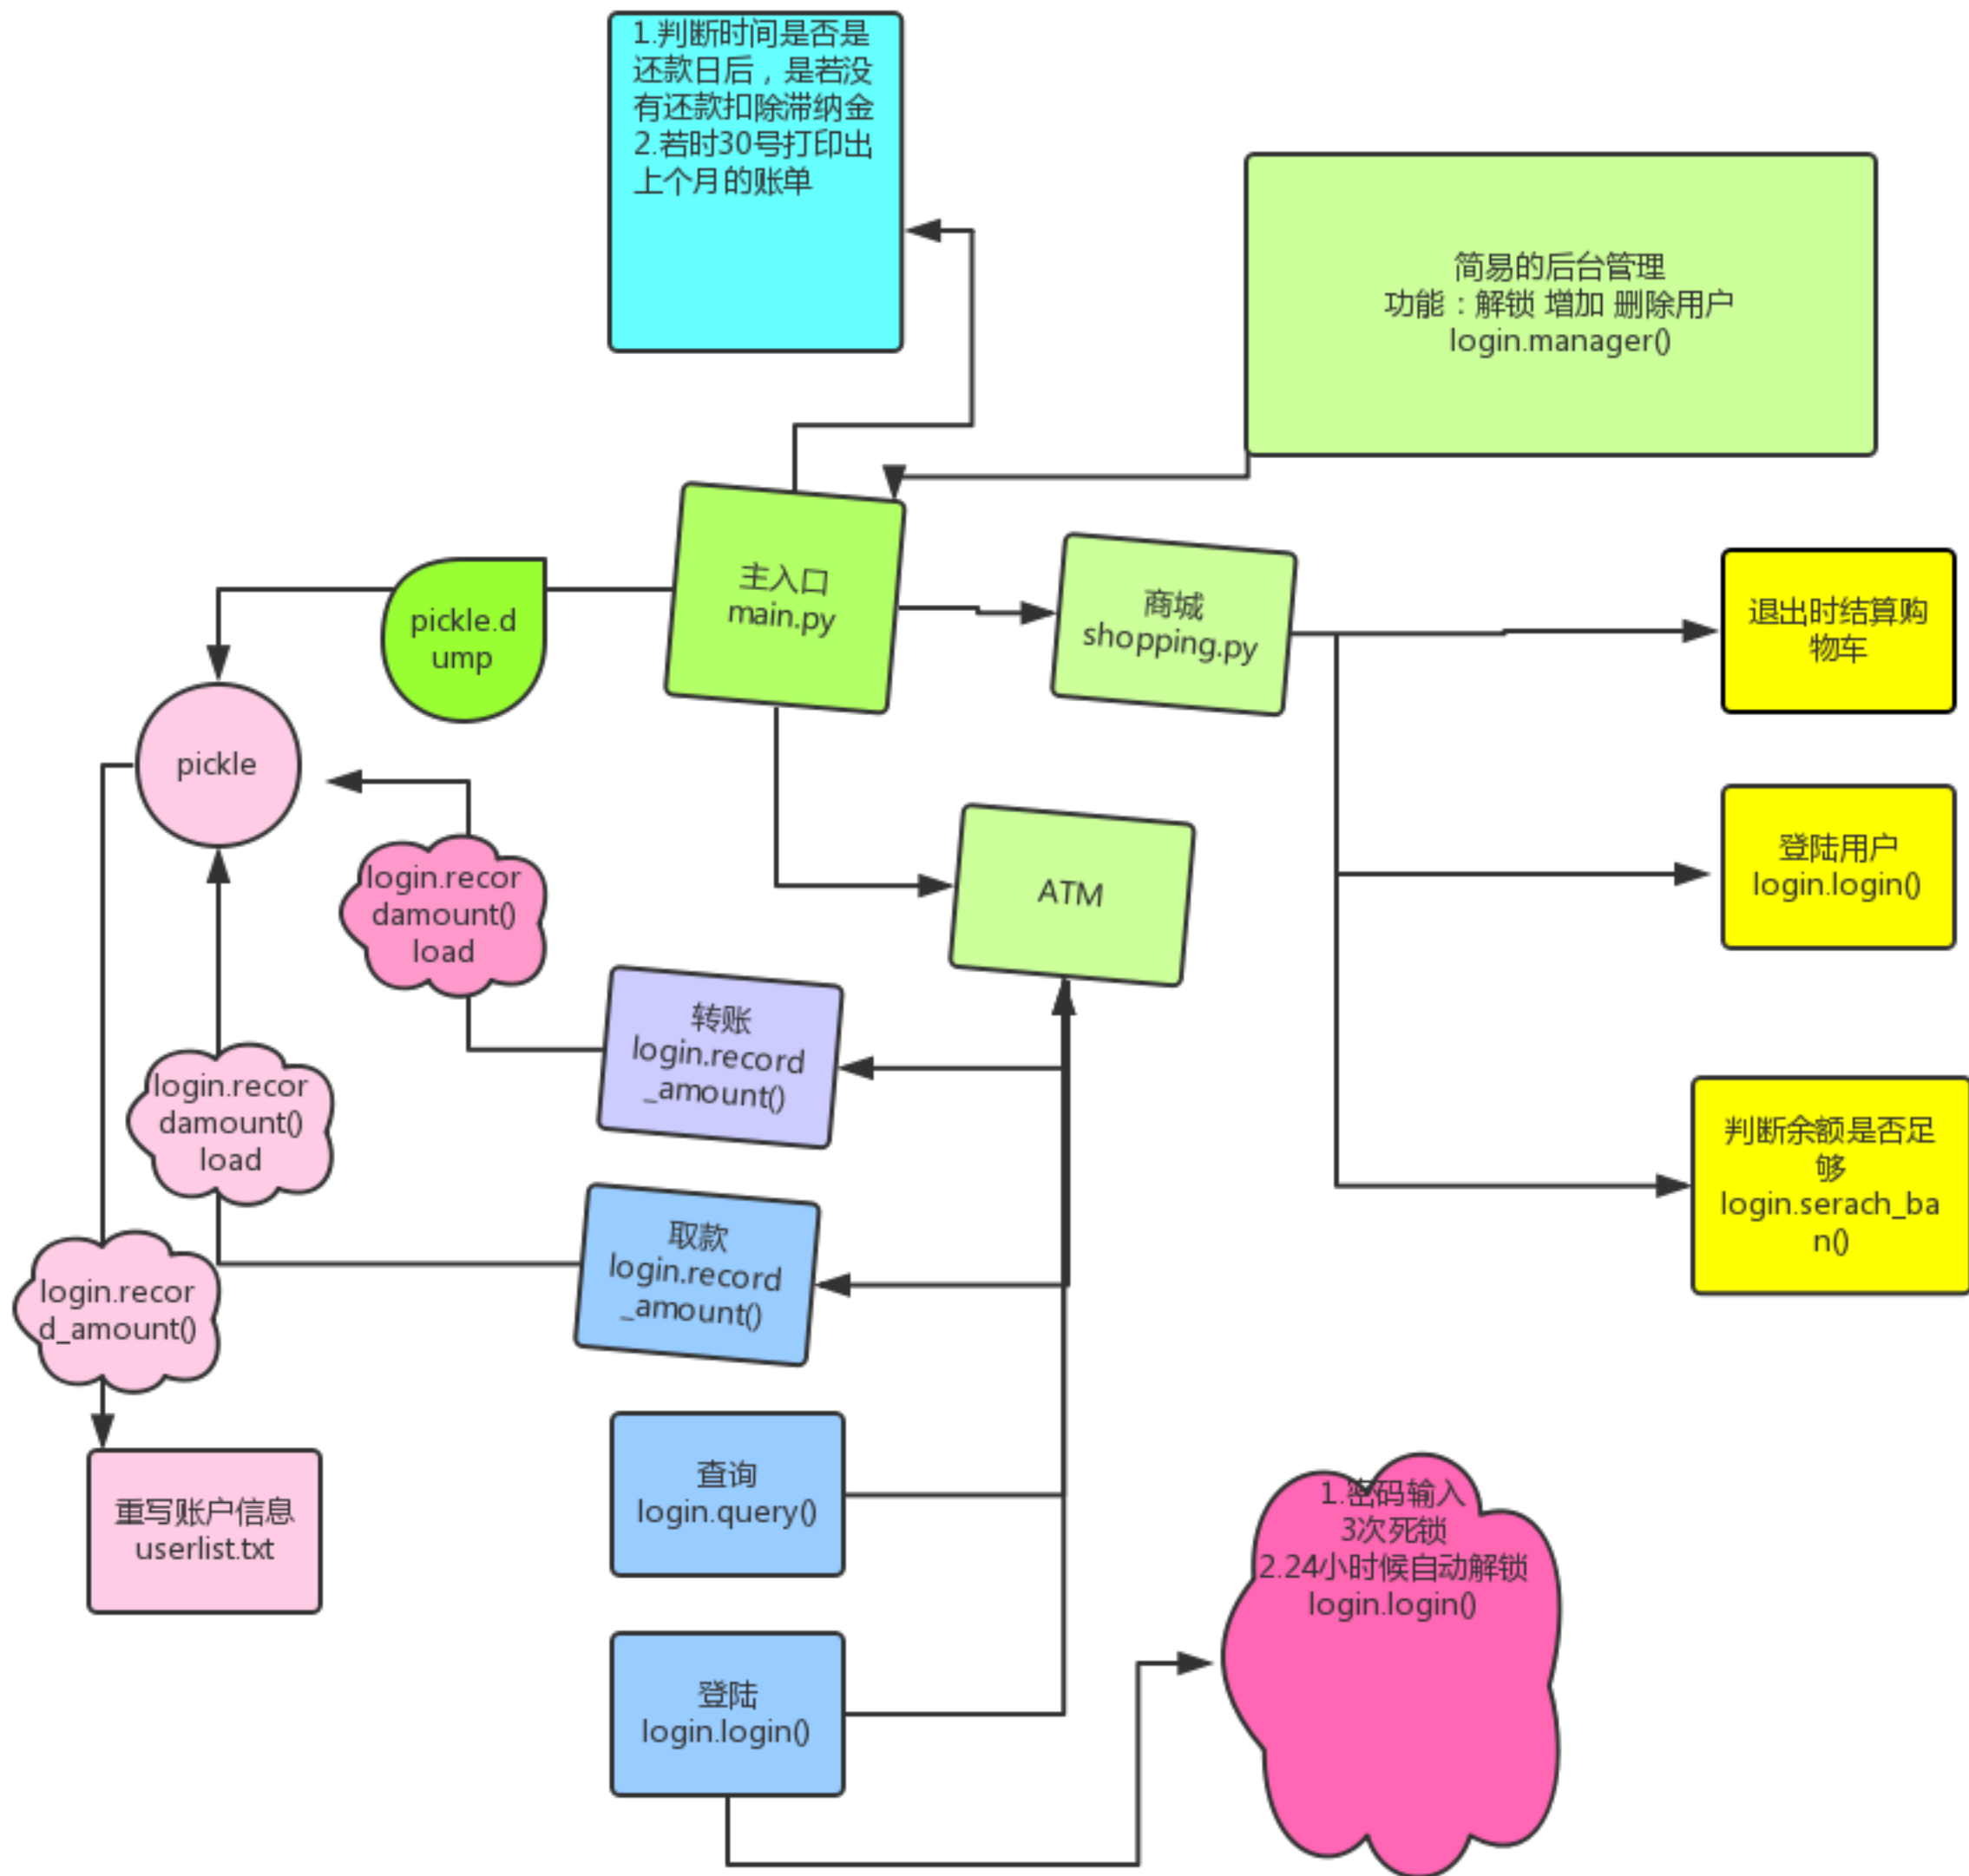 1.判断时间是否是
还款日后，是若没
有还款扣除滞纳金
2.若时30号打印出
上个月的账单
简易的后台管理
功能：解锁 增加 删除用户
login.manager()
主入口
main.py
商城
shopping.py
退出时结算购
物车
pickle.d
ump
pickle
登陆用户
login.login()
ATM
login.recor
damount()
load
转账
login.record
_amount()
login.recor
damount()
load
判断余额是否足
够
login.serach_ba
n()
取款
login.record
_amount()
login.recor
d_amount()
查询
login.query()
重写账户信息
userlist.txt
1.密码输入
3次死锁
2.24小时候自动解锁
login.login()
登陆
login.login()